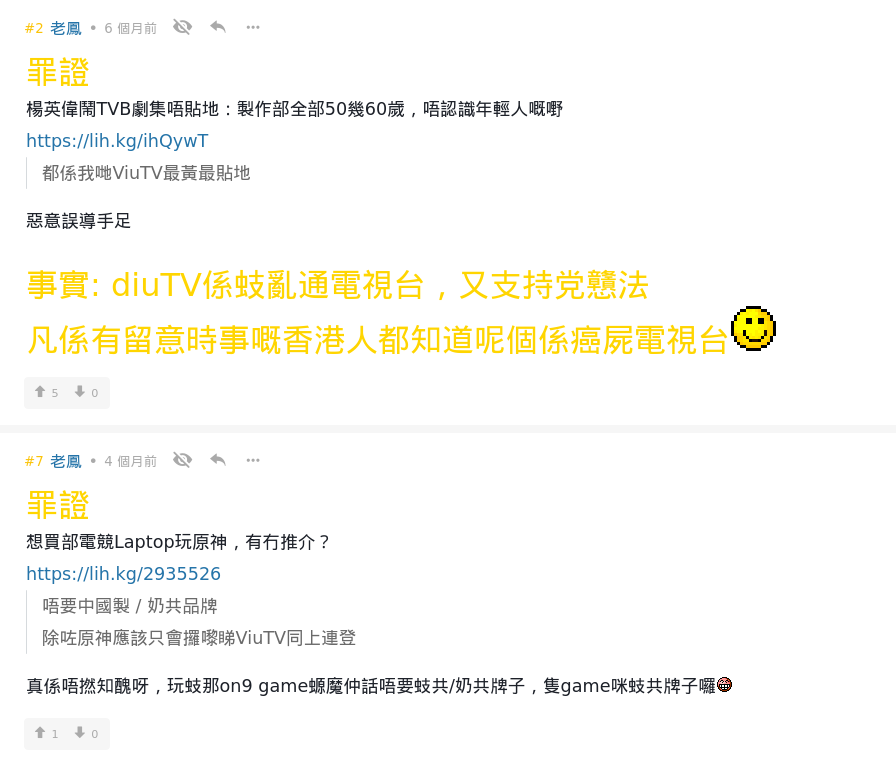 #2 老鳳 • 6 個月前
罪證
楊英偉鬧TVB劇集唔貼地：製作部全部50幾60歲，唔認識年輕人嘅嘢
https://lih.kg/ihQywT
都係我哋ViuTV最黃最貼地
惡意誤導手足
事實: diuTV係蚑亂通電視台，又支持党戇法
凡係有留意時事嘅香港人都知道呢個係癌屍電視台
5 0
#7 老鳳 • 4 個月前
罪證
想買部電競Laptop玩原神，有冇推介？
https://lih.kg/2935526
唔要中國製 / 奶共品牌
除咗原神應該只會攞嚟睇ViuTV同上連登
真係唔撚知醜呀，玩蚑那on9 game螈魔仲話唔要蚑共/奶共牌子，隻game咪蚑共牌子囉
1 0